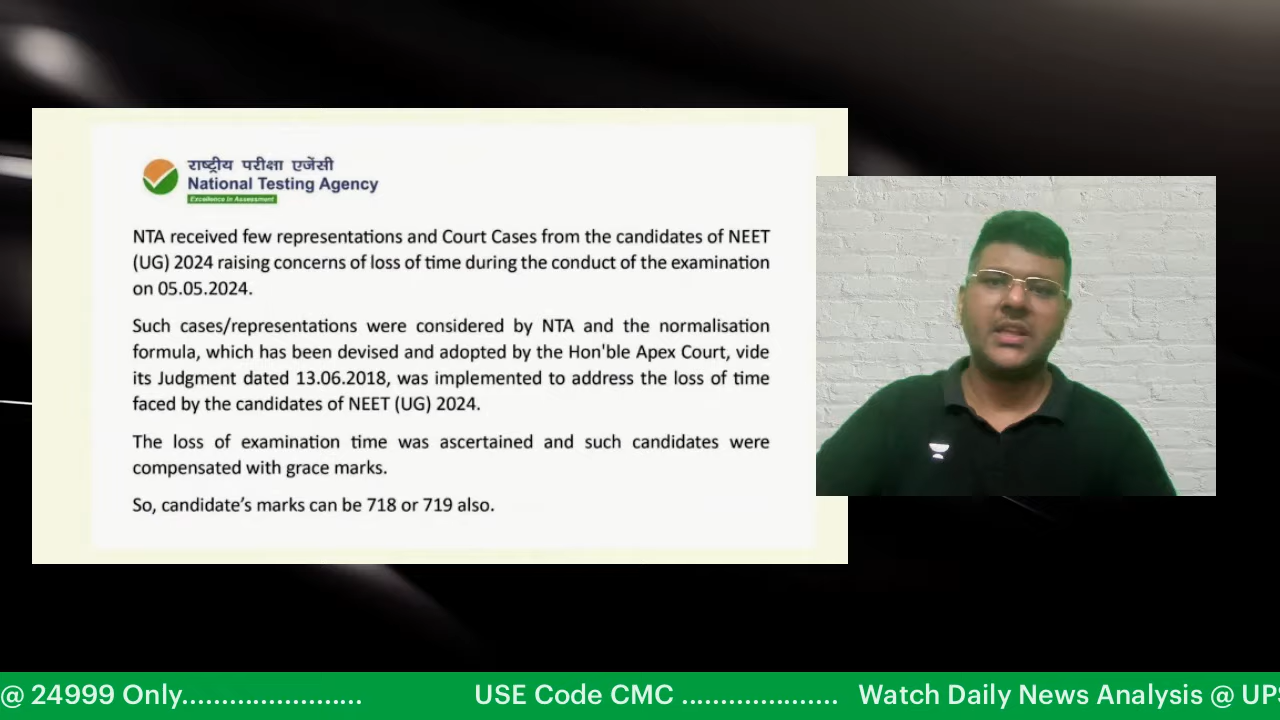 राष्ट्रीय परीक्षा एजेंसी
National Testing Agency
Excellence in Assessment
NTA received few representations and Court Cases from the candidates of NEET
(UG) 2024 raising concerns of loss of time during the conduct of the examination
on 05.05.2024.
Such cases/representations were considered by NTA and the normalisation
formula, which has been devised and adopted by the Hon'ble Apex Court, vide
its Judgment dated 13.06.2018, was implemented to address the loss of time
faced by the candidates of NEET (UG) 2024.
The loss of examination time was ascertained and such candidates were
compensated with grace marks.
So, candidate's marks can be 718 or 719 also.
@ 24999 Only...................... USE Code CMC ................... Watch Daily News Analysis @ UPS